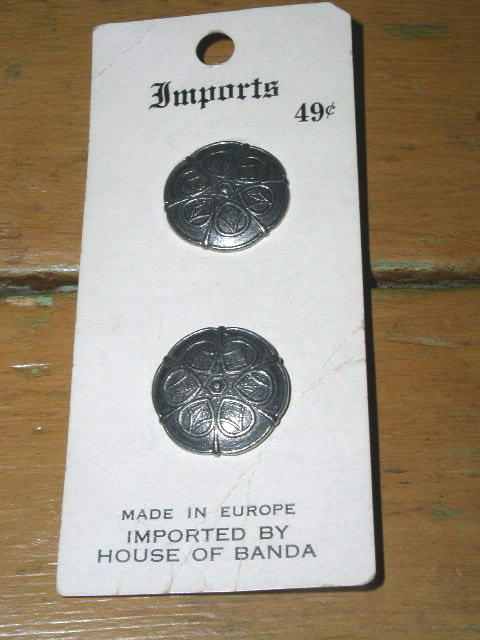 Imports
49¢
MADE IN EUROPE
IMPORTED BY
HOUSE OF BANDA